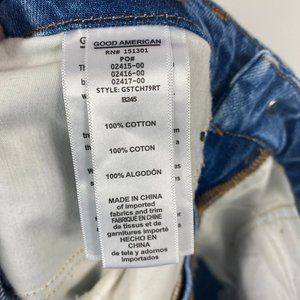 GOOD AMERICAN
RN# 151301
PO#
02415-00
02416-00
02417-00
STYLE: GSTCH79RT
B245
100% COTTON
100% COTON
100% ALGODÓN
MADE IN CHINA
of imported
fabrics and trim
FABRIQUÉ EN CHINE
de tissus et de
garnitures importés
HECHO EN
CHINA
de tela y adornos
importados